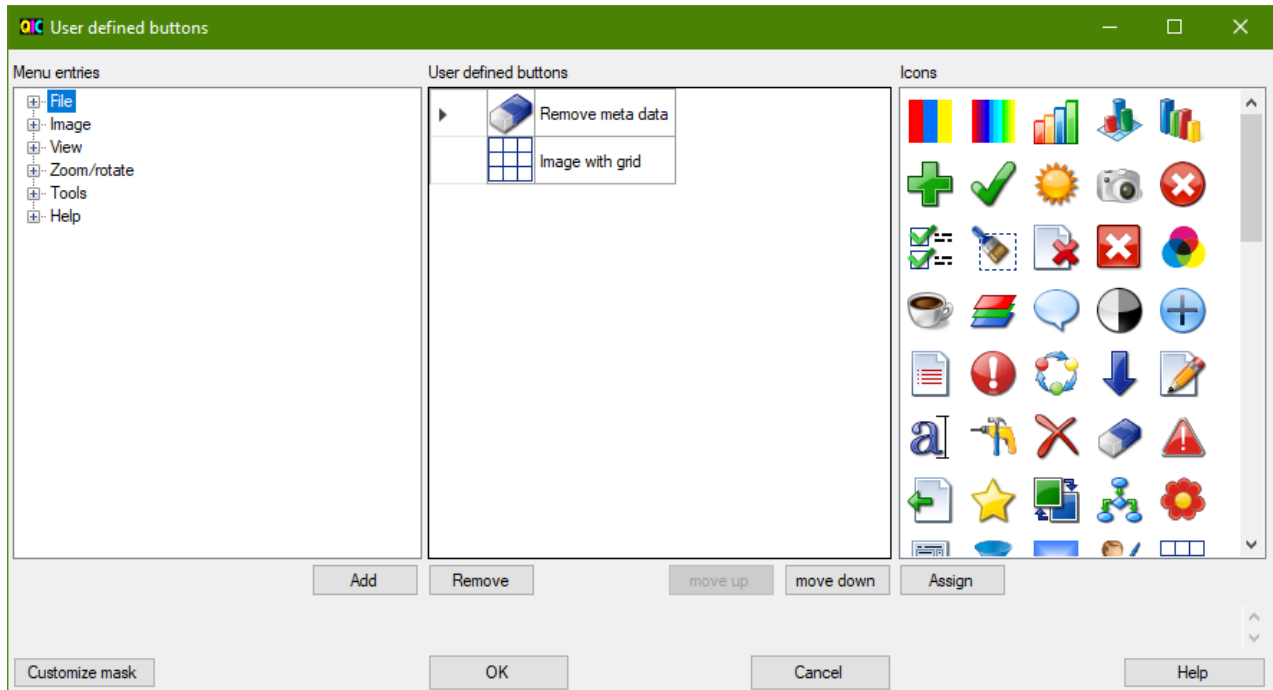 QIC User defined buttons
Menu entries
User defined buttons
Icons
File
Image
View
Zoom/rotate
Tools
Help
Remove meta data
Image with grid
a
Add
Remove
move up
move down
Assign
Customize mask
OK
Cancel
Help